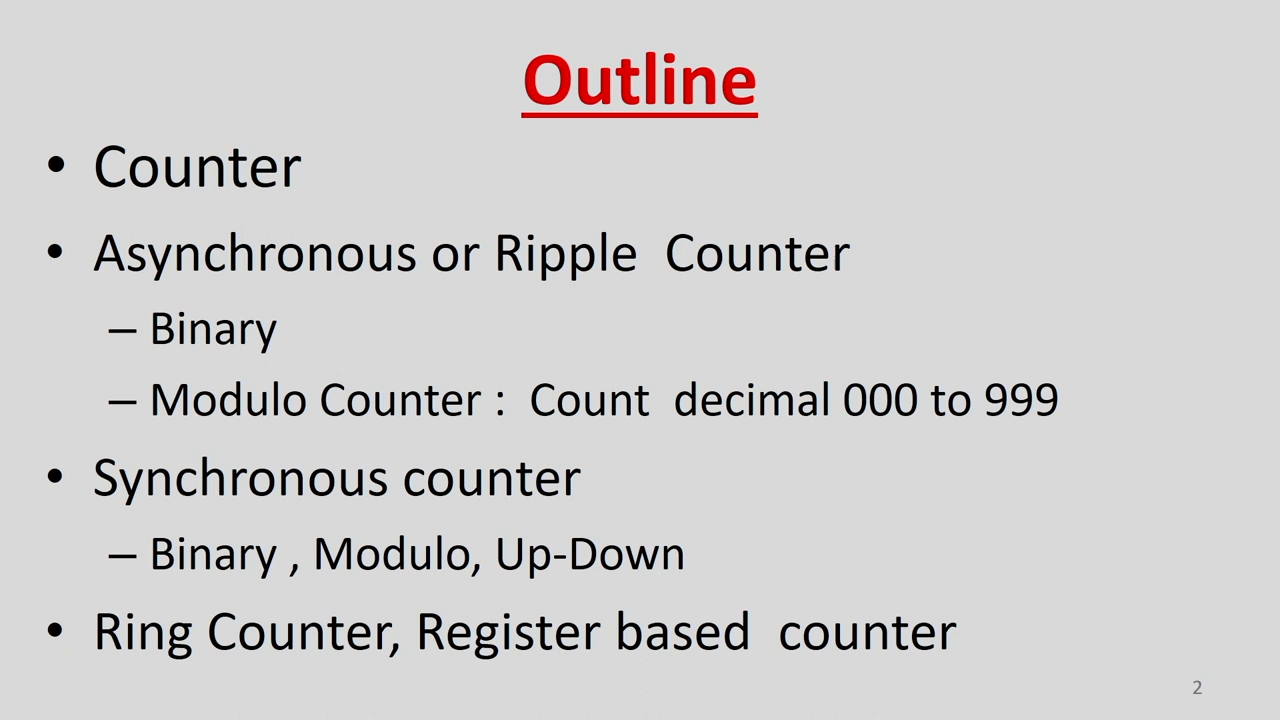 Outline
• Counter
• Asynchronous or Ripple  Counter
– Binary
– Modulo Counter :  Count  decimal 000 to 999
• Synchronous counter
– Binary , Modulo, Up-Down
• Ring Counter, Register based  counter
2